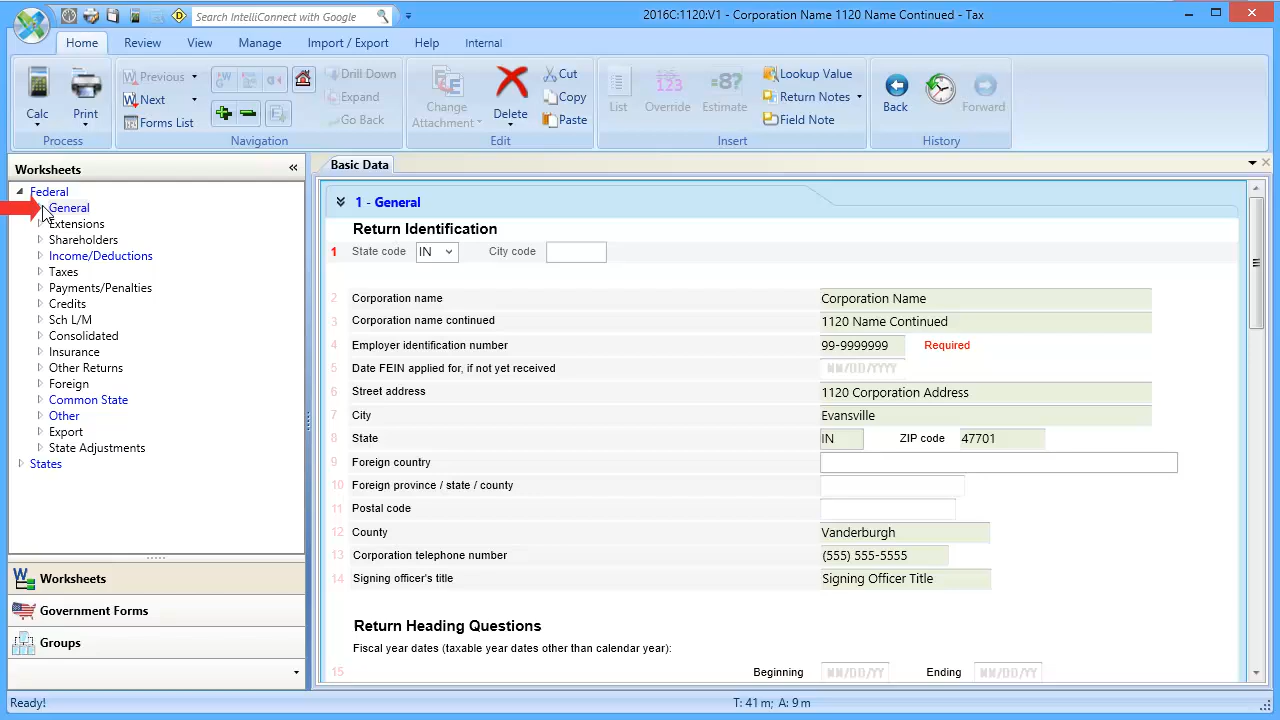 Search IntelliConnect with Google
2016C:1120:V1 - Corporation Name 1120 Name Continued - Tax
Home Review View Manage Import / Export Help Internal
Calc Print
Process
Previous
Next
Forms List
Drill Down
Expand
Go Back
Navigation
Change Attachment
Delete
Cut
Copy
Paste
Edit
List
123
Override
=8?
Estimate
Lookup Value
Return Notes
Field Note
Insert
Back
Forward
History
Worksheets «
Federal
General
Extensions
Shareholders
Income/Deductions
Taxes
Payments/Penalties
Credits
Sch L/M
Consolidated
Insurance
Other Returns
Foreign
Common State
Other
Export
State Adjustments
States
Worksheets
Government Forms
Groups
Basic Data
1 - General
Return Identification
1 State code IN City code
2 Corporation name Corporation Name
3 Corporation name continued 1120 Name Continued
4 Employer identification number 99-9999999 Required
5 Date FEIN applied for, if not yet received MM/DD/YYYY
6 Street address 1120 Corporation Address
7 City Evansville
8 State IN ZIP code 47701
9 Foreign country
10 Foreign province / state / county
11 Postal code
12 County Vanderburgh
13 Corporation telephone number (555) 555-5555
14 Signing officer's title Signing Officer Title
Return Heading Questions
Fiscal year dates (taxable year dates other than calendar year):
15 Beginning MM/DD/YY Ending MM/DD/YY
Ready! T: 41 m; A: 9 m